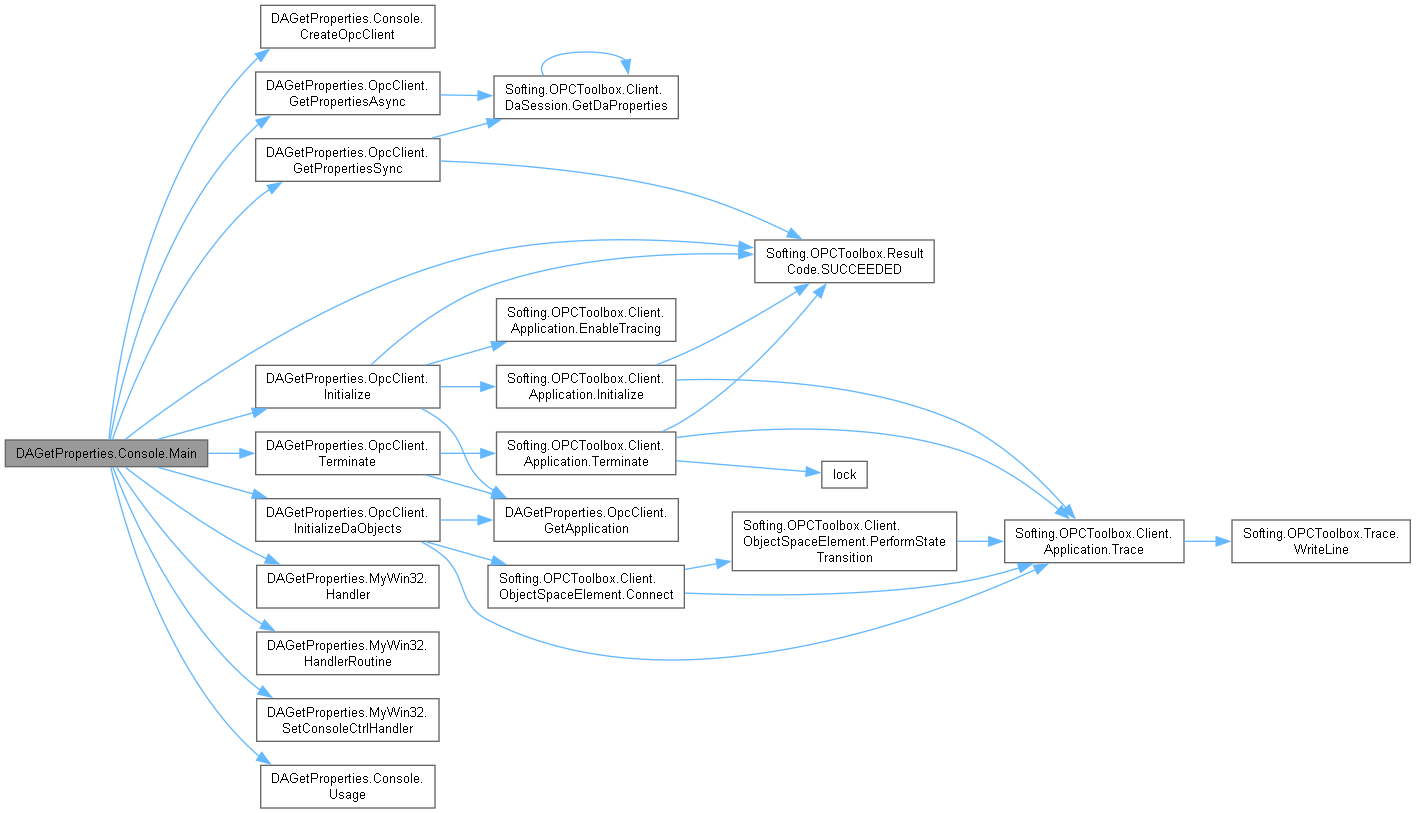 DAGetProperties.Console.Main
DAGetProperties.Console.
CreateOpcClient
DAGetProperties.OpcClient.
GetPropertiesAsync
DAGetProperties.OpcClient.
GetPropertiesSync
DAGetProperties.OpcClient.
Initialize
DAGetProperties.OpcClient.
Terminate
DAGetProperties.OpcClient.
InitializeDaObjects
DAGetProperties.MyWin32.
Handler
DAGetProperties.MyWin32.
HandlerRoutine
DAGetProperties.MyWin32.
SetConsoleCtrlHandler
DAGetProperties.Console.
Usage
Softing.OPCToolbox.Client.
DaSession.GetDaProperties
Softing.OPCToolbox.Client.
Application.EnableTracing
Softing.OPCToolbox.Client.
Application.Initialize
Softing.OPCToolbox.Client.
Application.Terminate
DAGetProperties.OpcClient.
GetApplication
Softing.OPCToolbox.Client.
ObjectSpaceElement.Connect
Softing.OPCToolbox.Result
Code.SUCCEEDED
lock
Softing.OPCToolbox.Client.
ObjectSpaceElement.PerformState
Transition
Softing.OPCToolbox.Client.
Application.Trace
Softing.OPCToolbox.Trace.
WriteLine